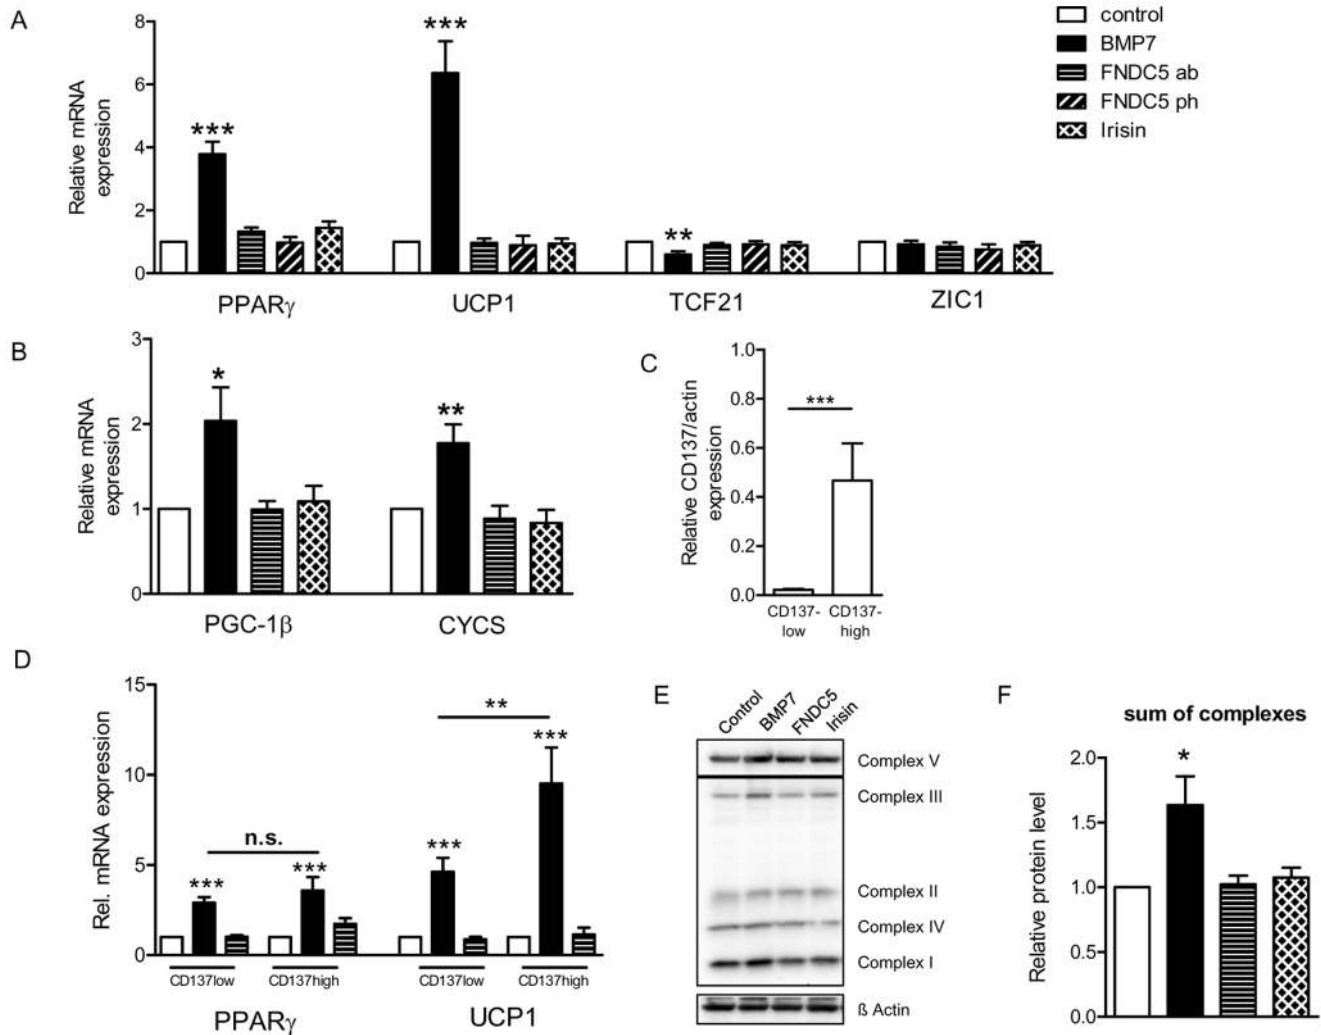 A
Relative mRNA
expression
8
6
4
2
0
***
***
**
PPARγ
UCP1
TCF21
ZIC1
control
BMP7
FNDC5 ab
FNDC5 ph
Irisin
B
Relative mRNA
expression
3
2
1
0
*
**
PGC-1β
CYCS
C
Relative CD137/actin
expression
1.0
0.8
0.6
0.4
0.2
0.0
***
CD137-
low
CD137-
high
D
Rel. mRNA expression
15
10
5
0
***
n.s.
***
***
**
***
CD137low
CD137high
CD137low
CD137high
PPARγ
UCP1
E
Control
BMP7
FNDC5
Irisin
Complex V
Complex III
Complex II
Complex IV
Complex I
ß Actin
F
sum of complexes
Relative protein level
2.0
1.5
1.0
0.5
0.0
*